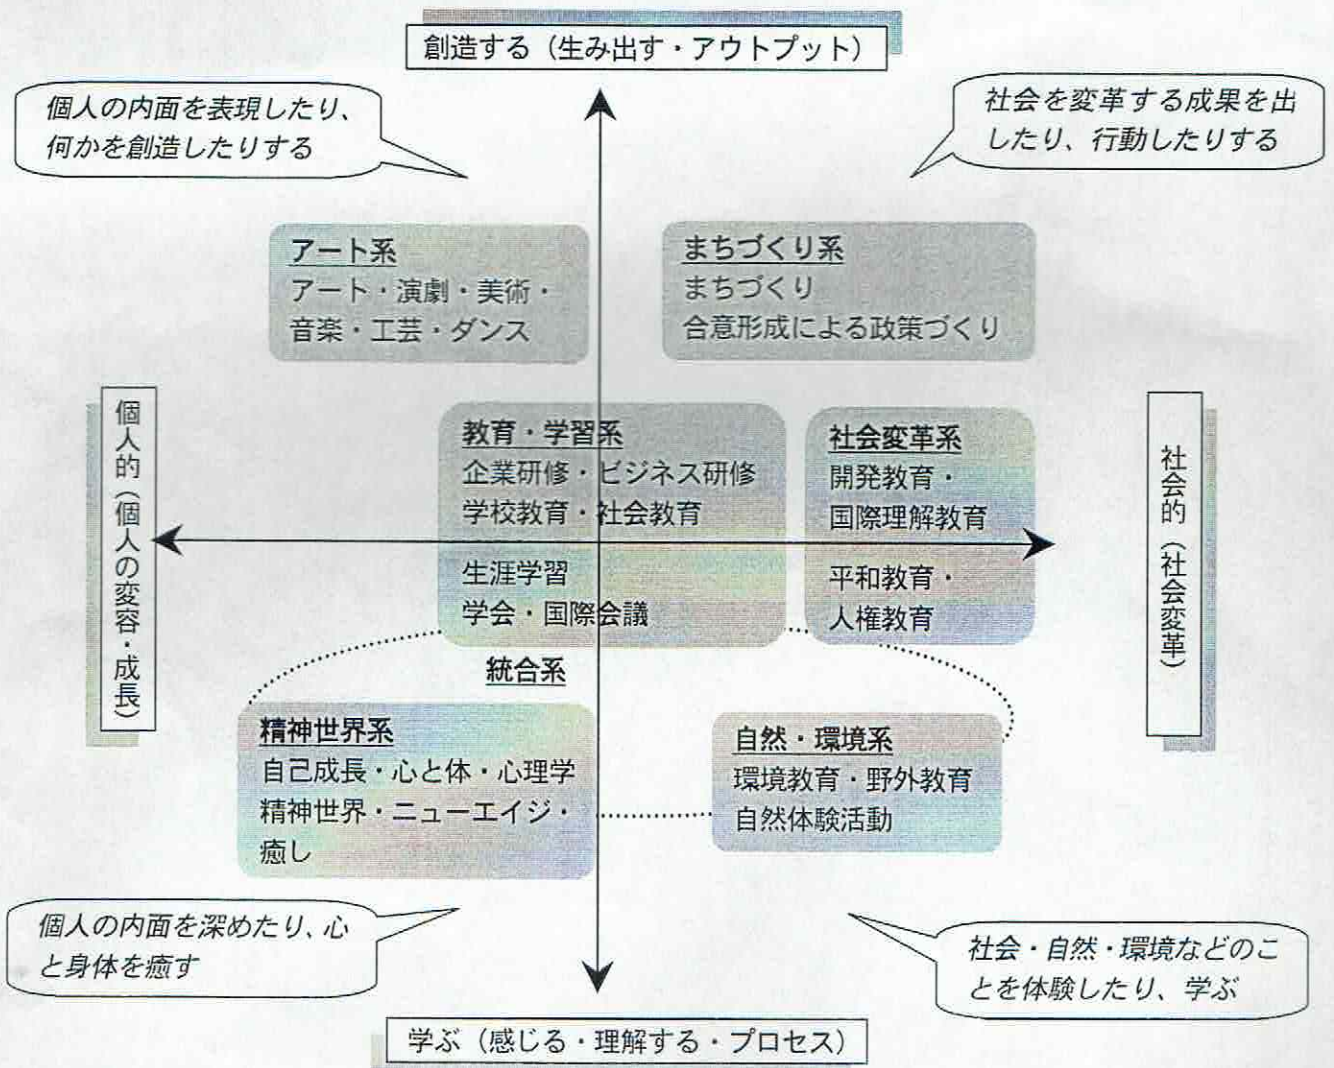 創造する（生み出す・アウトプット）
個人の内面を表現したり、
何かを創造したりする
社会を変革する成果を出
したり、行動したりする
アート系
アート・演劇・美術・
音楽・工芸・ダンス
まちづくり系
まちづくり
合意形成による政策づくり
個人的（個人の変容・成長）
教育・学習系
企業研修・ビジネス研修
学校教育・社会教育
生涯学習
学会・国際会議
社会変革系
開発教育・
国際理解教育
平和教育・
人権教育
社会的（社会変革）
統合系
精神世界系
自己成長・心と体・心理学
精神世界・ニューエイジ・
癒し
自然・環境系
環境教育・野外教育
自然体験活動
個人の内面を深めたり、心
と身体を癒す
社会・自然・環境などのこ
とを体験したり、学ぶ
学ぶ（感じる・理解する・プロセス）